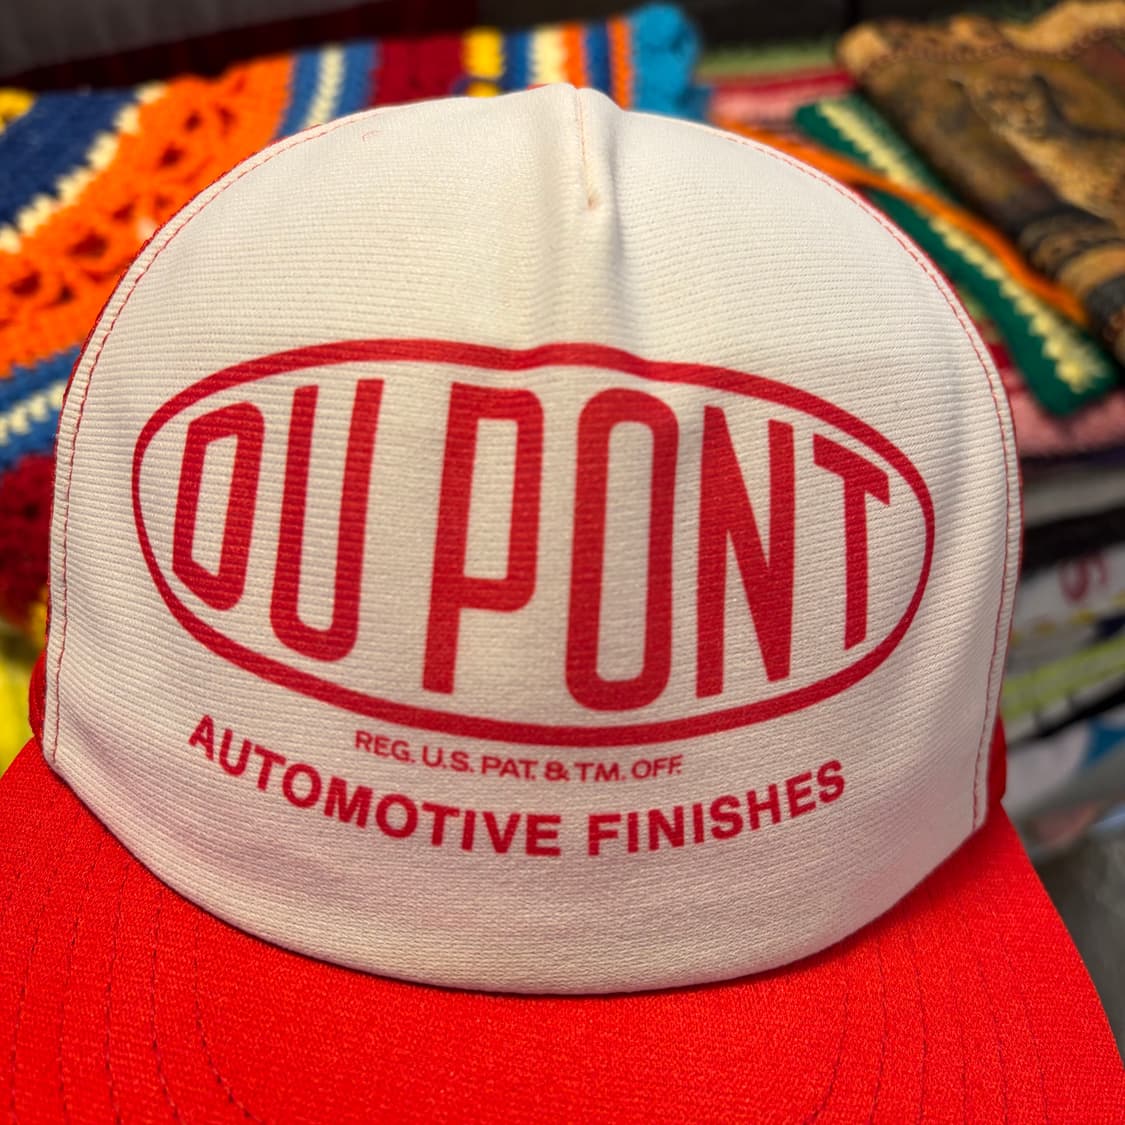 DU PONT
REG. U.S. PAT. & TM. OFF.
AUTOMOTIVE FINISHES